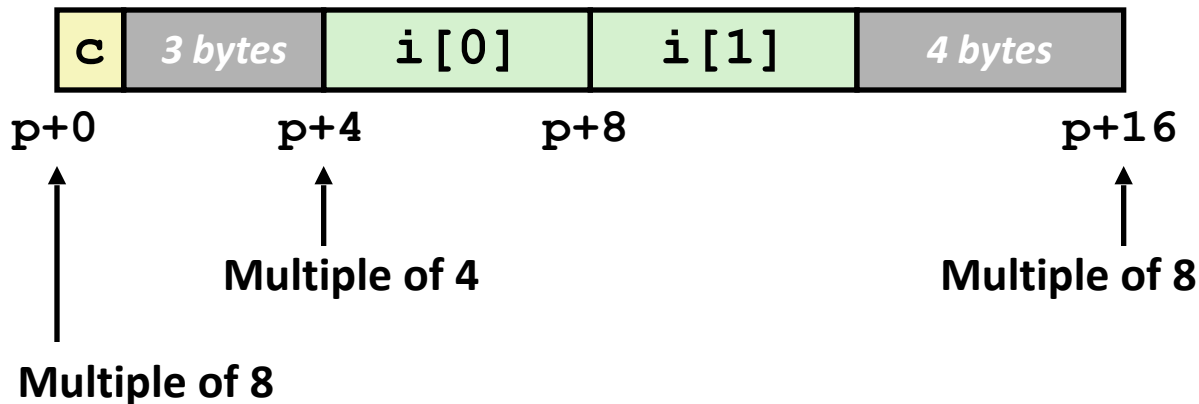 c 3 bytes i[0] i[1] 4 bytes
p+0 p+4 p+8 p+16
Multiple of 4 Multiple of 8
Multiple of 8